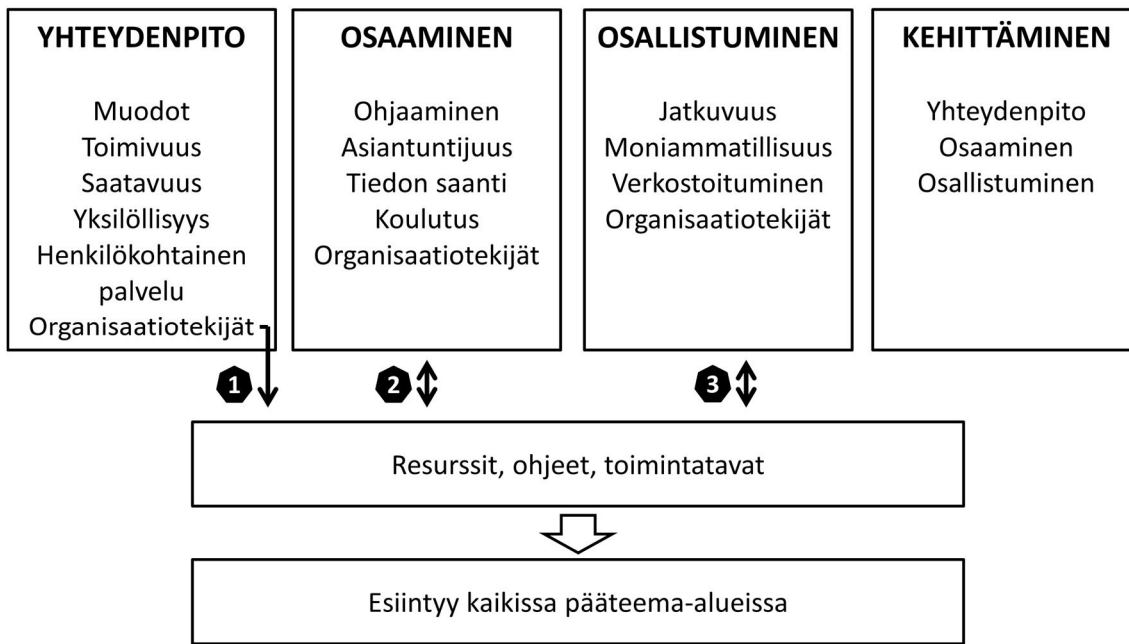 YHTEYDENPITO
Muodot
Toimivuus
Saatavuus
Yksilöllisyys
Henkilökohtainen
palvelu
Organisaatiotekijät
OSAAMINEN
Ohjaaminen
Asiantuntijuus
Tiedon saanti
Koulutus
Organisaatiotekijät
OSALLISTUMINEN
Jatkuvuus
Moniammatillisuus
Verkostoituminen
Organisaatiotekijät
KEHITTÄMINEN
Yhteydenpito
Osaaminen
Osallistuminen
1
2
3
Resurssit, ohjeet, toimintatavat
Esiintyy kaikissa pääteema-alueissa